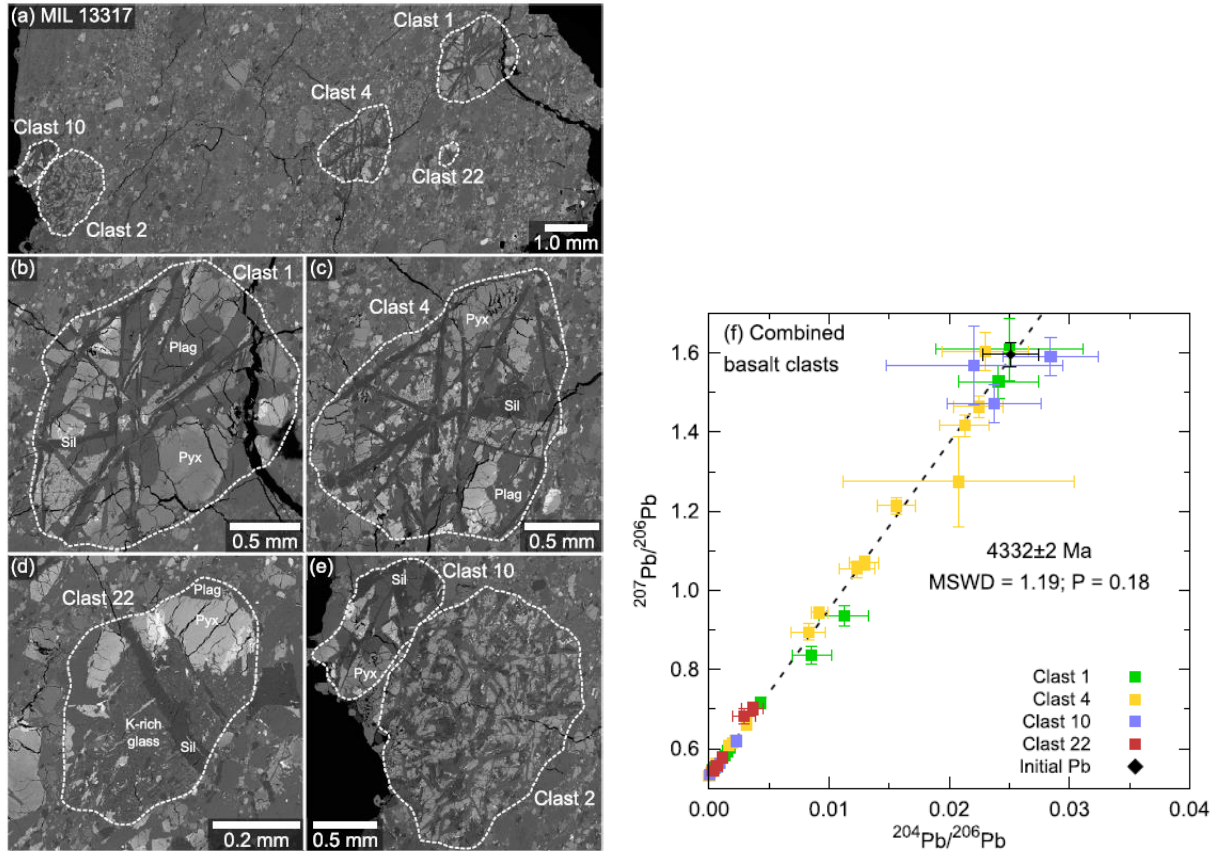 (a) MIL 13317
Clast 1
Clast 4
Clast 10
Clast 22
Clast 2
1.0 mm
(b)
Clast 1
Plag
Sil
Pyx
0.5 mm
(c)
Clast 4
Pyx
Sil
Plag
0.5 mm
(d)
Clast 22
Plag
Pyx
K-rich
glass
Sil
0.2 mm
(e)
Sil
Clast 10
Pyx
Clast 2
0.5 mm
(f) Combined
basalt clasts
4332±2 Ma
MSWD = 1.19; P = 0.18
Clast 1
Clast 4
Clast 10
Clast 22
Initial Pb
1.6
1.4
1.2
1.0
0.8
0.6
²⁰⁷Pb/²⁰⁶Pb
0.00 0.01 0.02 0.03 0.04
²⁰⁴Pb/²⁰⁶Pb